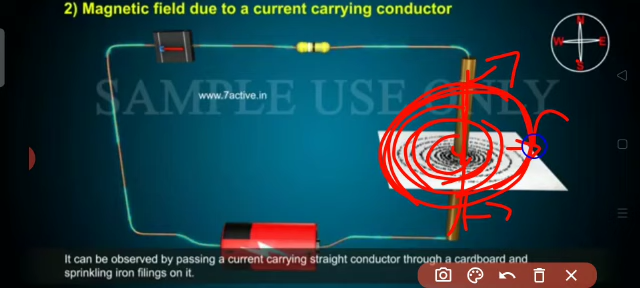 2) Magnetic field due to a current carrying conductor
N
W E
S
SAMPLE USE ONLY
www.7active.in
It can be observed by passing a current carrying straight conductor through a cardboard and
sprinkling iron filings on it.